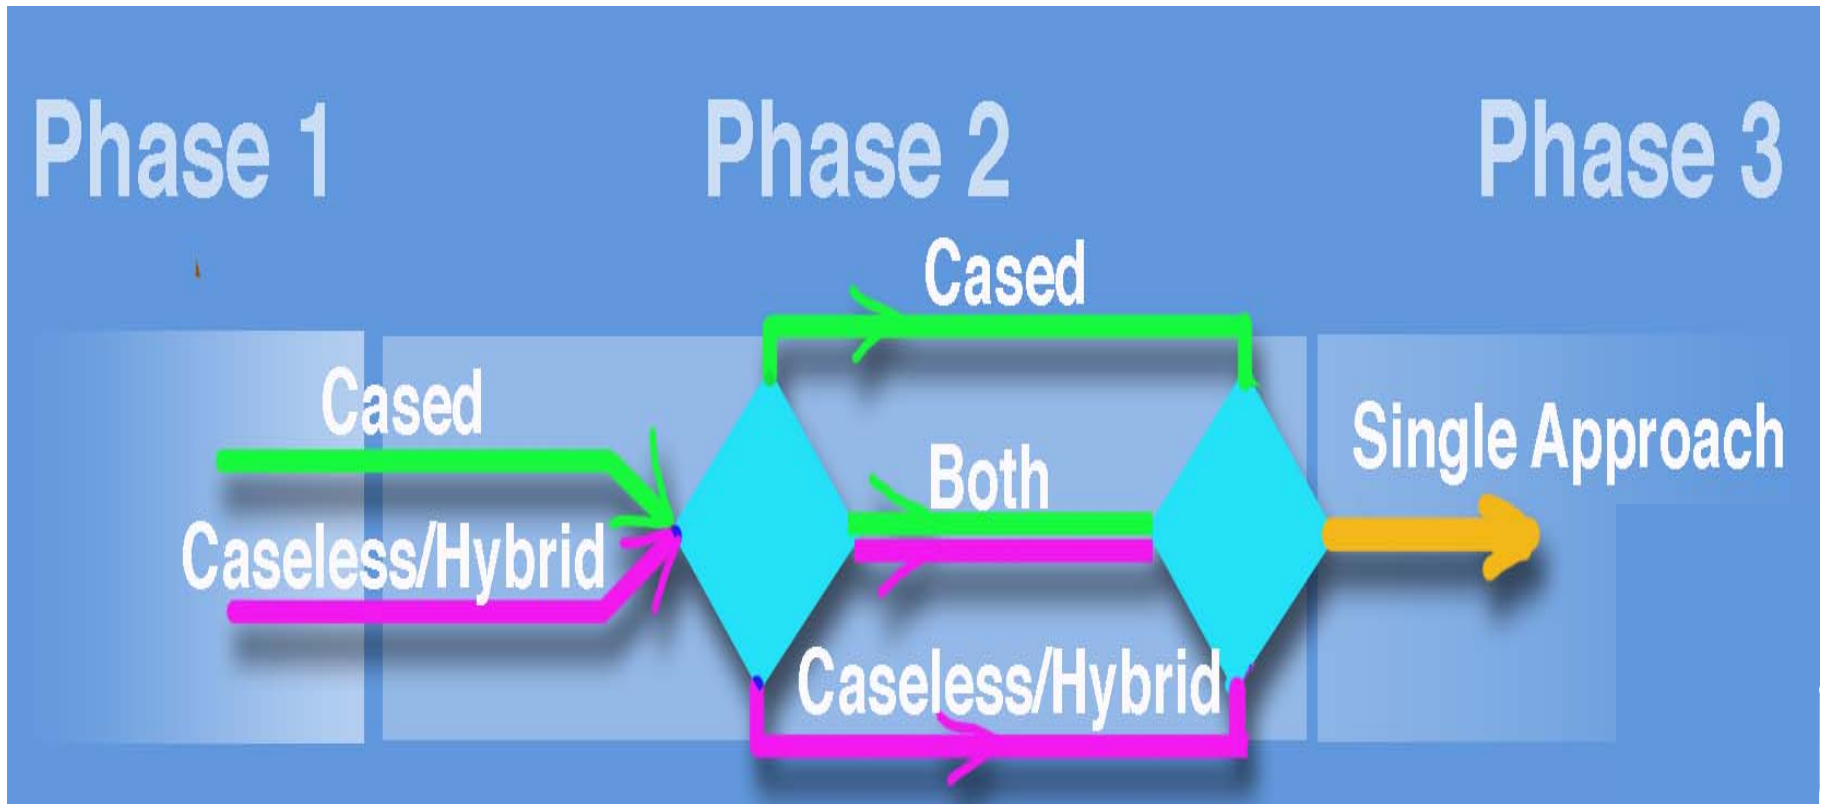 Phase 1
Phase 2
Phase 3
Cased
Cased
Single Approach
Both
Caseless/Hybrid
Caseless/Hybrid